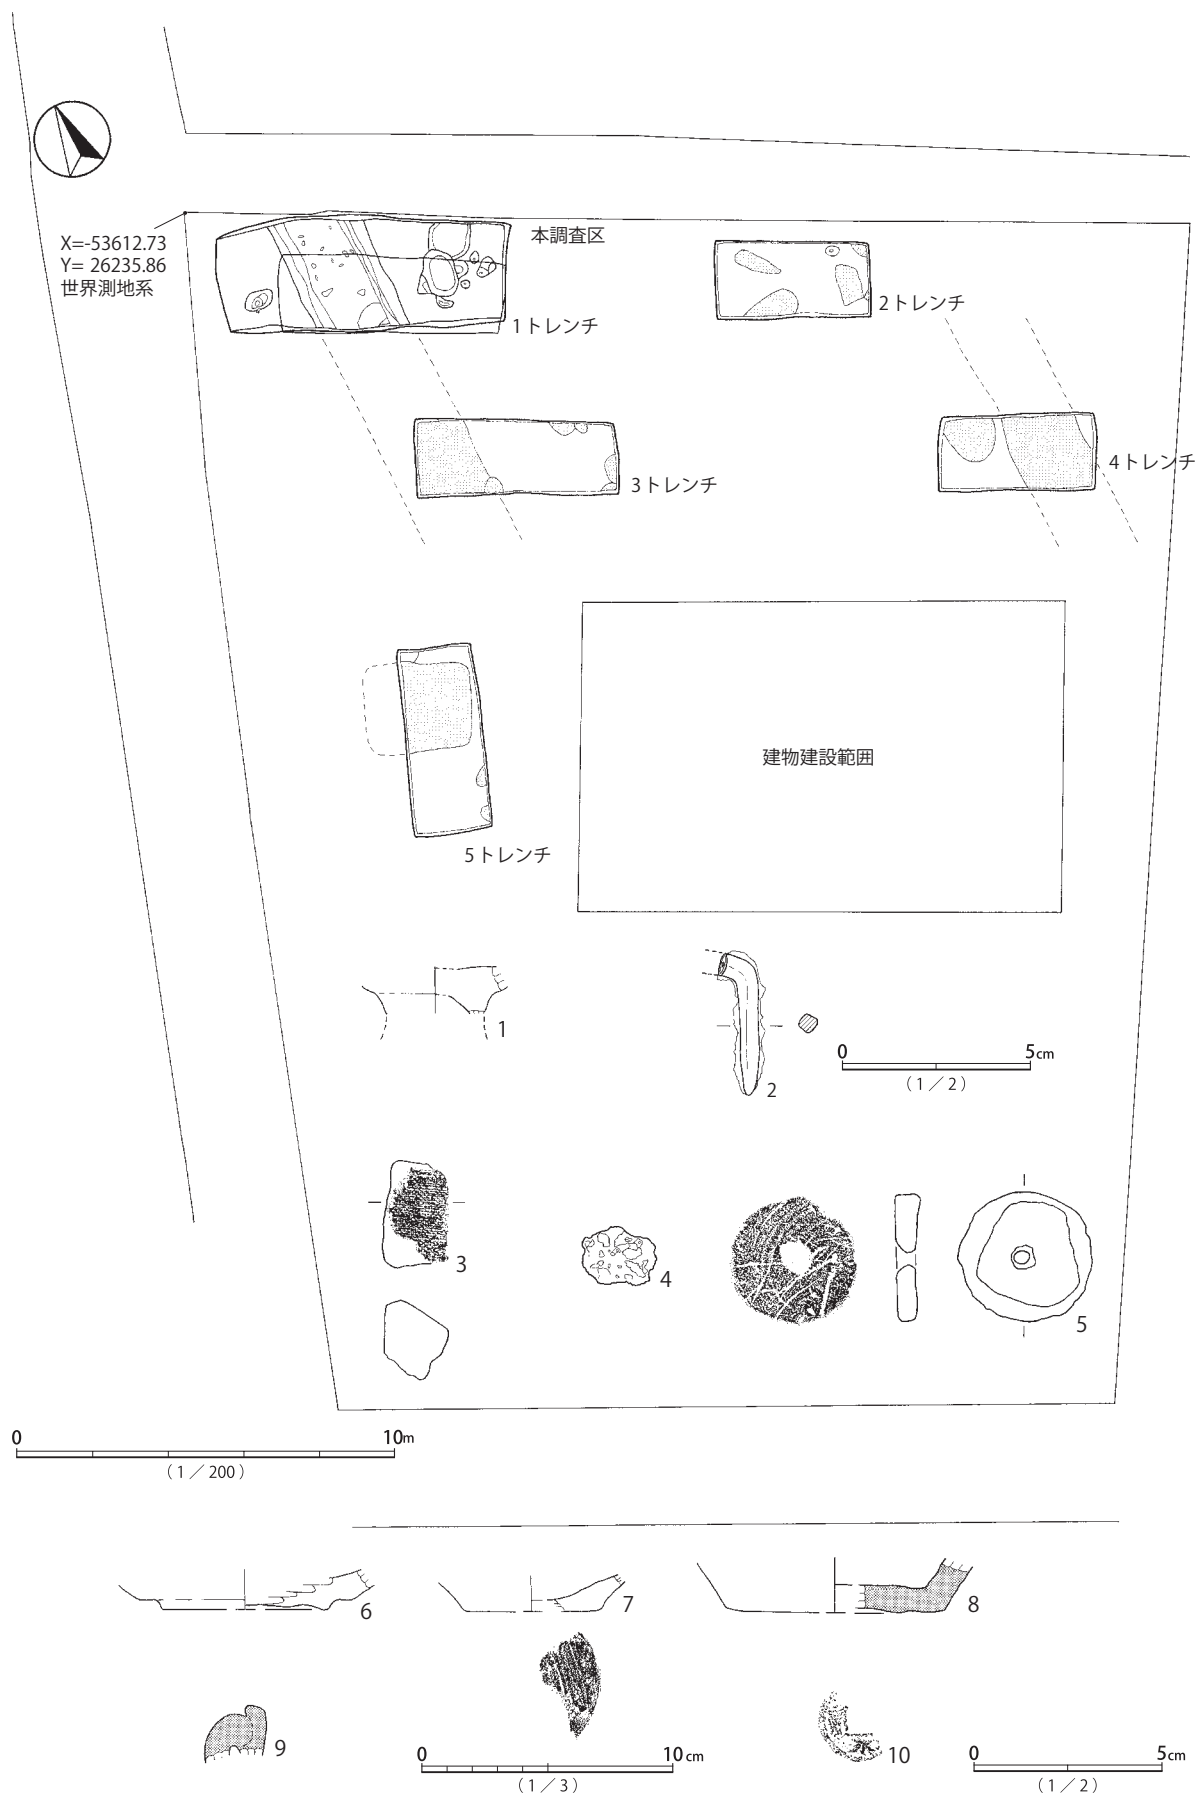 X=-53612.73
Y= 26235.86
世界測地系
本調査区
1トレンチ
2トレンチ
3トレンチ
4トレンチ
5トレンチ
建物建設範囲
1
2
0 5cm
（1／2）
3
4
5
0 10m
（1／200）
6
7
8
9
10
0 10cm
（1／3）
0 5cm
（1／2）